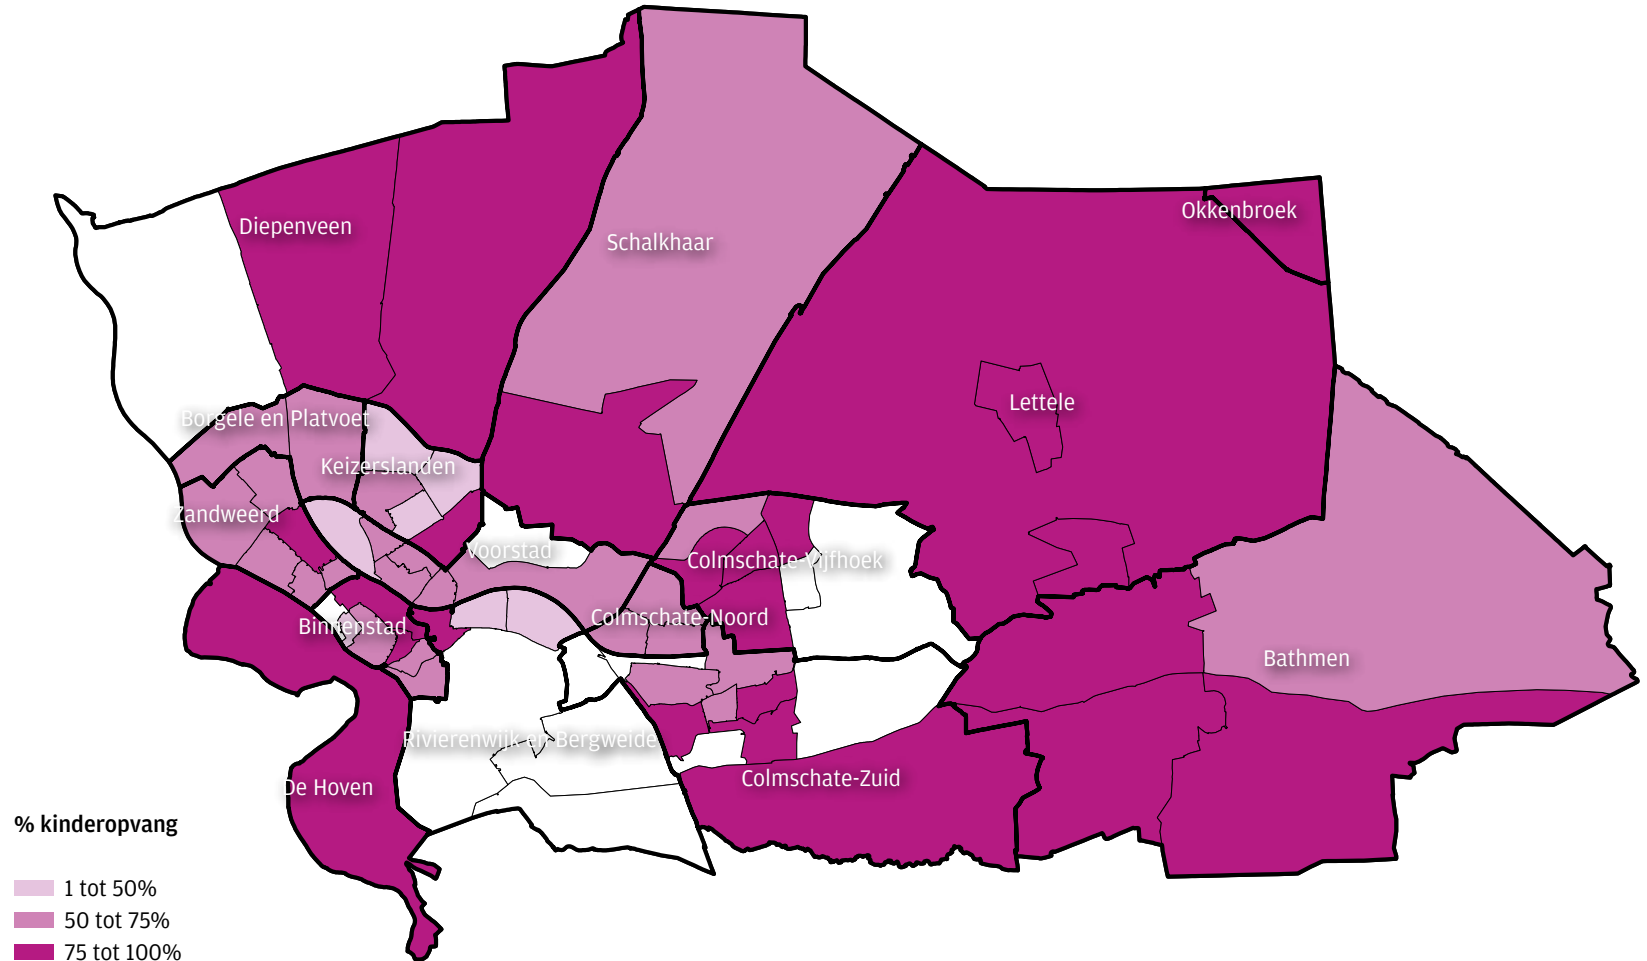 Okkenbroek
Diepenveen
Schalkhaar
Lettele
Borgele en Platvoet
Keizerslanden
Zandweerd
Voorstad
Colmschate-Vijfhoek
Colmschate-Noord
Binnenstad
Bathmen
Rivierenwijk en Bergweide
Colmschate-Zuid
De Hoven
% kinderopvang
1 tot 50%
50 tot 75%
75 tot 100%